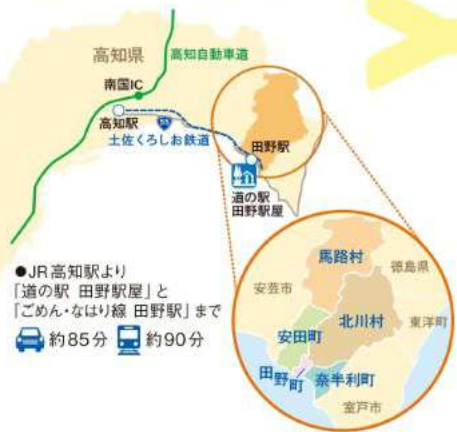 高知県
高知自動車道
南国IC
高知駅
55
土佐くろしお鉄道
田野駅
道の駅
田野駅屋
●JR高知駅より
「道の駅 田野駅屋」と
「ごめん・なはり線 田野駅」まで
約85分 約90分
馬路村
徳島県
安芸市
北川村
安田町
東洋町
田野町
奈半利町
室戸市